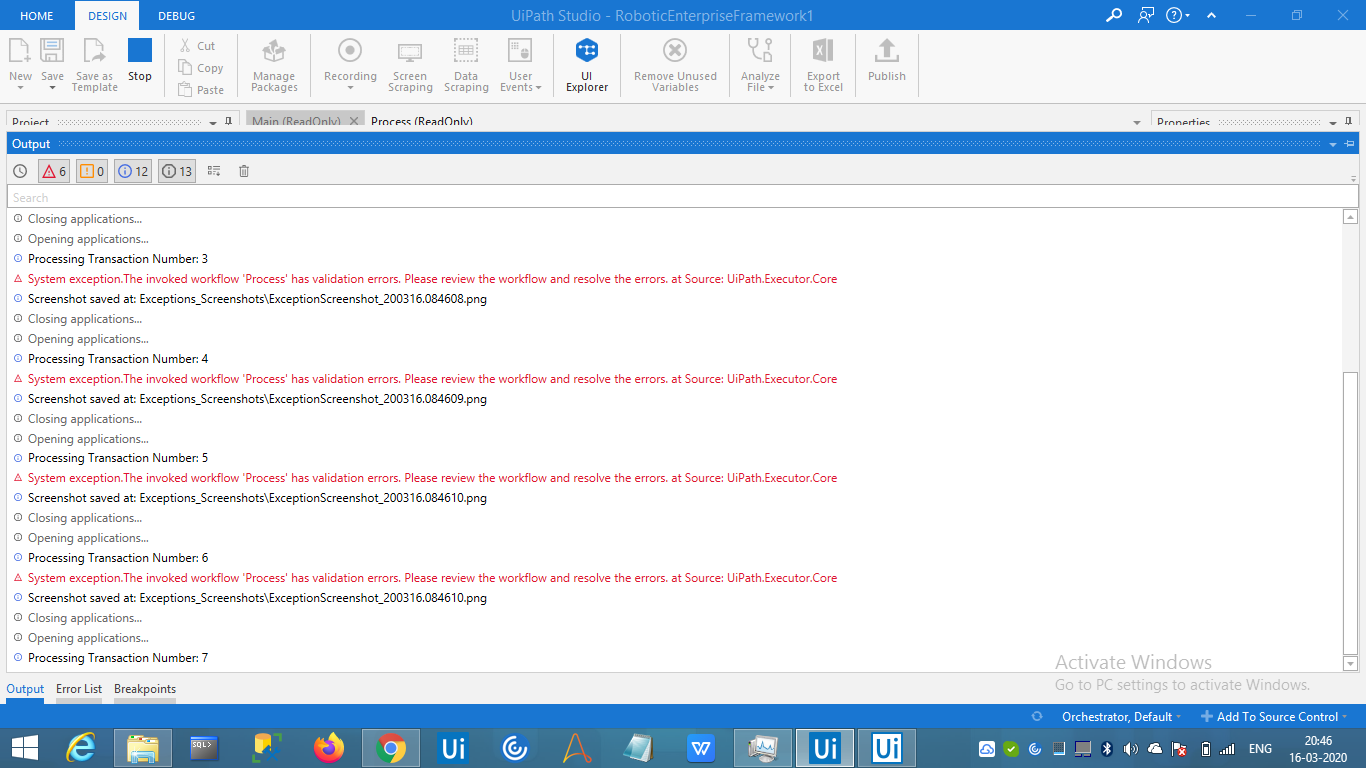 HOME DESIGN DEBUG UiPath Studio - RoboticEnterpriseFramework1
New Save Save as Template Stop Cut Copy Paste Manage Packages Recording Screen Scraping Data Scraping User Events UI Explorer Remove Unused Variables Analyze File Export to Excel Publish
Project Main (ReadOnly) Process (ReadOnly) Properties
Output
6 0 12 13
Search
Closing applications...
Opening applications...
Processing Transaction Number: 3
System exception.The invoked workflow 'Process' has validation errors. Please review the workflow and resolve the errors. at Source: UiPath.Executor.Core
Screenshot saved at: Exceptions_Screenshots\ExceptionScreenshot_200316.084608.png
Closing applications...
Opening applications...
Processing Transaction Number: 4
System exception.The invoked workflow 'Process' has validation errors. Please review the workflow and resolve the errors. at Source: UiPath.Executor.Core
Screenshot saved at: Exceptions_Screenshots\ExceptionScreenshot_200316.084609.png
Closing applications...
Opening applications...
Processing Transaction Number: 5
System exception.The invoked workflow 'Process' has validation errors. Please review the workflow and resolve the errors. at Source: UiPath.Executor.Core
Screenshot saved at: Exceptions_Screenshots\ExceptionScreenshot_200316.084610.png
Closing applications...
Opening applications...
Processing Transaction Number: 6
System exception.The invoked workflow 'Process' has validation errors. Please review the workflow and resolve the errors. at Source: UiPath.Executor.Core
Screenshot saved at: Exceptions_Screenshots\ExceptionScreenshot_200316.084610.png
Closing applications...
Opening applications...
Processing Transaction Number: 7
Activate Windows
Go to PC settings to activate Windows.
Output Error List Breakpoints
Orchestrator, Default Add To Source Control
SQL> Ui W Ui Ui ENG 20:46
16-03-2020